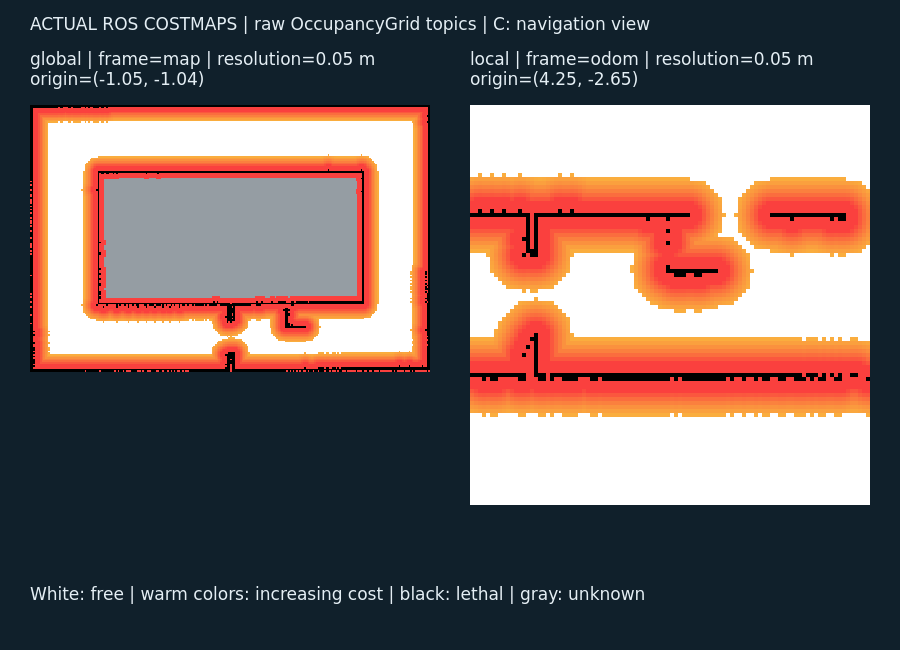 ACTUAL ROS COSTMAPS | raw OccupancyGrid topics | C: navigation view
global | frame=map | resolution=0.05 m
origin=(-1.05, -1.04)
local | frame=odom | resolution=0.05 m
origin=(4.25, -2.65)
White: free | warm colors: increasing cost | black: lethal | gray: unknown